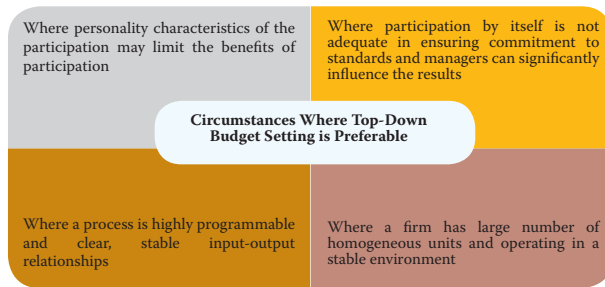 Where personality characteristics of the
participation may limit the benefits of
participation
Where participation by itself is not
adequate in ensuring commitment to
standards and managers can significantly
influence the results
Circumstances Where Top-Down
Budget Setting is Preferable
Where a process is highly programmable
and clear, stable input-output
relationships
Where a firm has large number of
homogeneous units and operating in a
stable environment